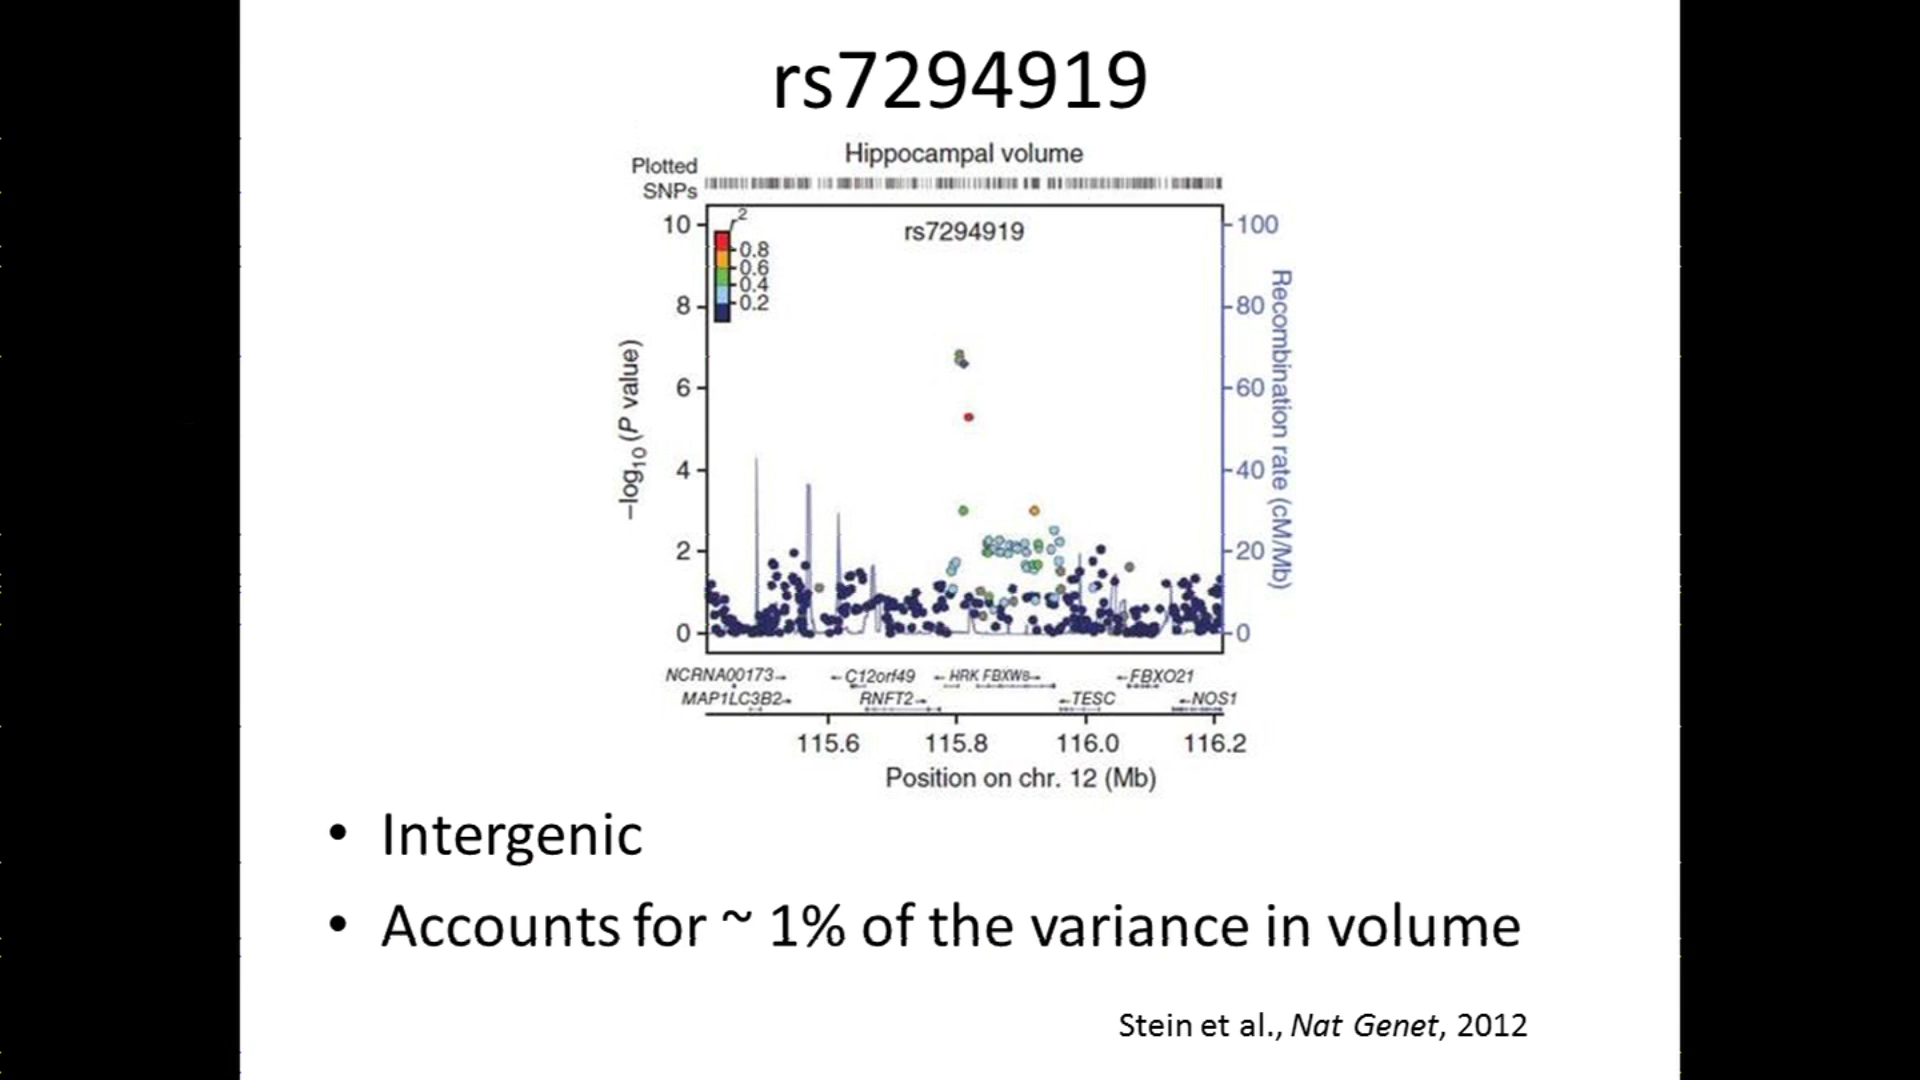 rs7294919
Hippocampal volume
Plotted
SNPs
rs7294919
r2
0.8
0.6
0.4
0.2
10
8
6
4
2
0
–log10 (P value)
100
80
60
40
20
0
Recombination rate (cM/Mb)
NCRNA00173→ ←C12orf49 ←HRK FBXW8→ ←FBXO21
MAP1LC3B2→ RNFT2→ ←TESC ←NOS1
115.6 115.8 116.0 116.2
Position on chr. 12 (Mb)
• Intergenic
• Accounts for ~ 1% of the variance in volume
Stein et al., Nat Genet, 2012